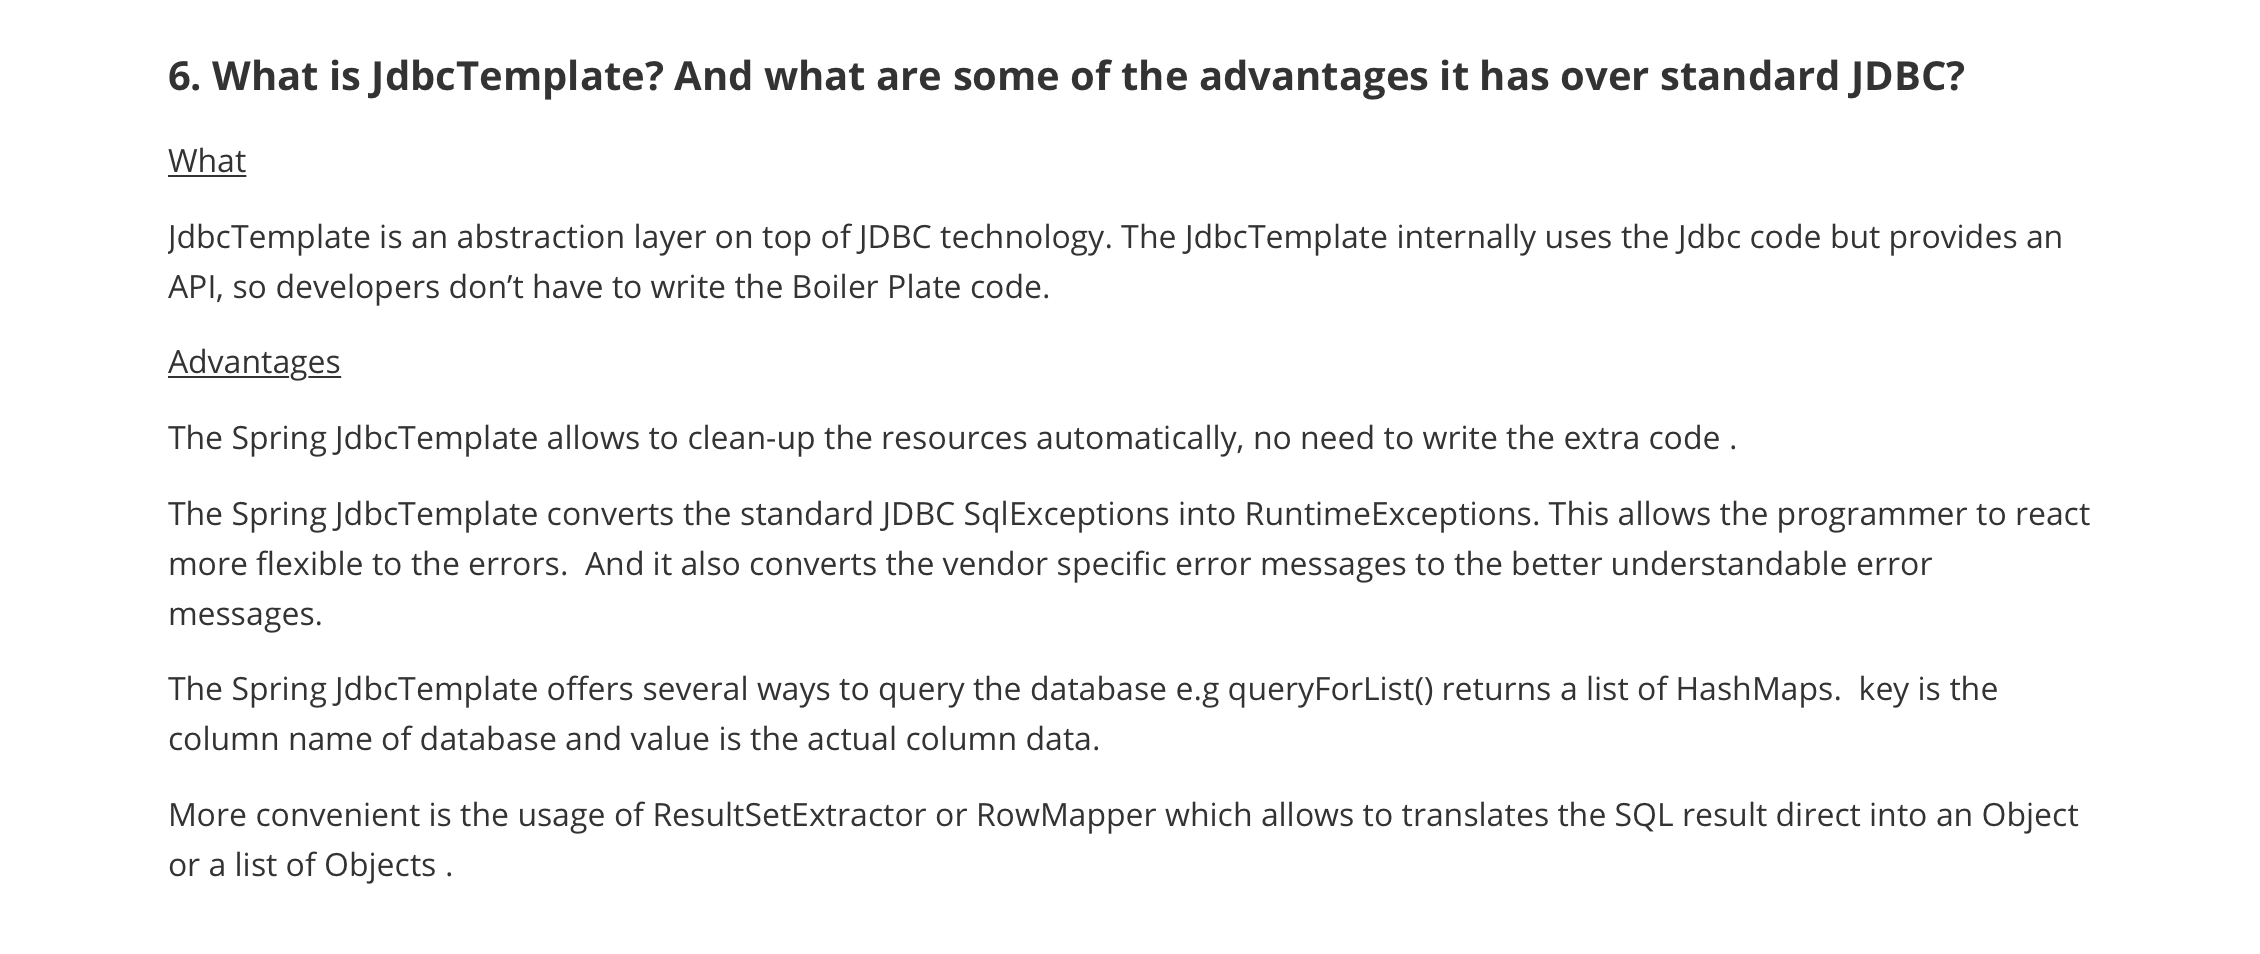 6. What is JdbcTemplate? And what are some of the advantages it has over standard JDBC?
What
JdbcTemplate is an abstraction layer on top of JDBC technology. The JdbcTemplate internally uses the Jdbc code but provides an
API, so developers don’t have to write the Boiler Plate code.
Advantages
The Spring JdbcTemplate allows to clean-up the resources automatically, no need to write the extra code .
The Spring JdbcTemplate converts the standard JDBC SqlExceptions into RuntimeExceptions. This allows the programmer to react
more flexible to the errors.  And it also converts the vendor specific error messages to the better understandable error
messages.
The Spring JdbcTemplate offers several ways to query the database e.g queryForList() returns a list of HashMaps.  key is the
column name of database and value is the actual column data.
More convenient is the usage of ResultSetExtractor or RowMapper which allows to translates the SQL result direct into an Object
or a list of Objects .